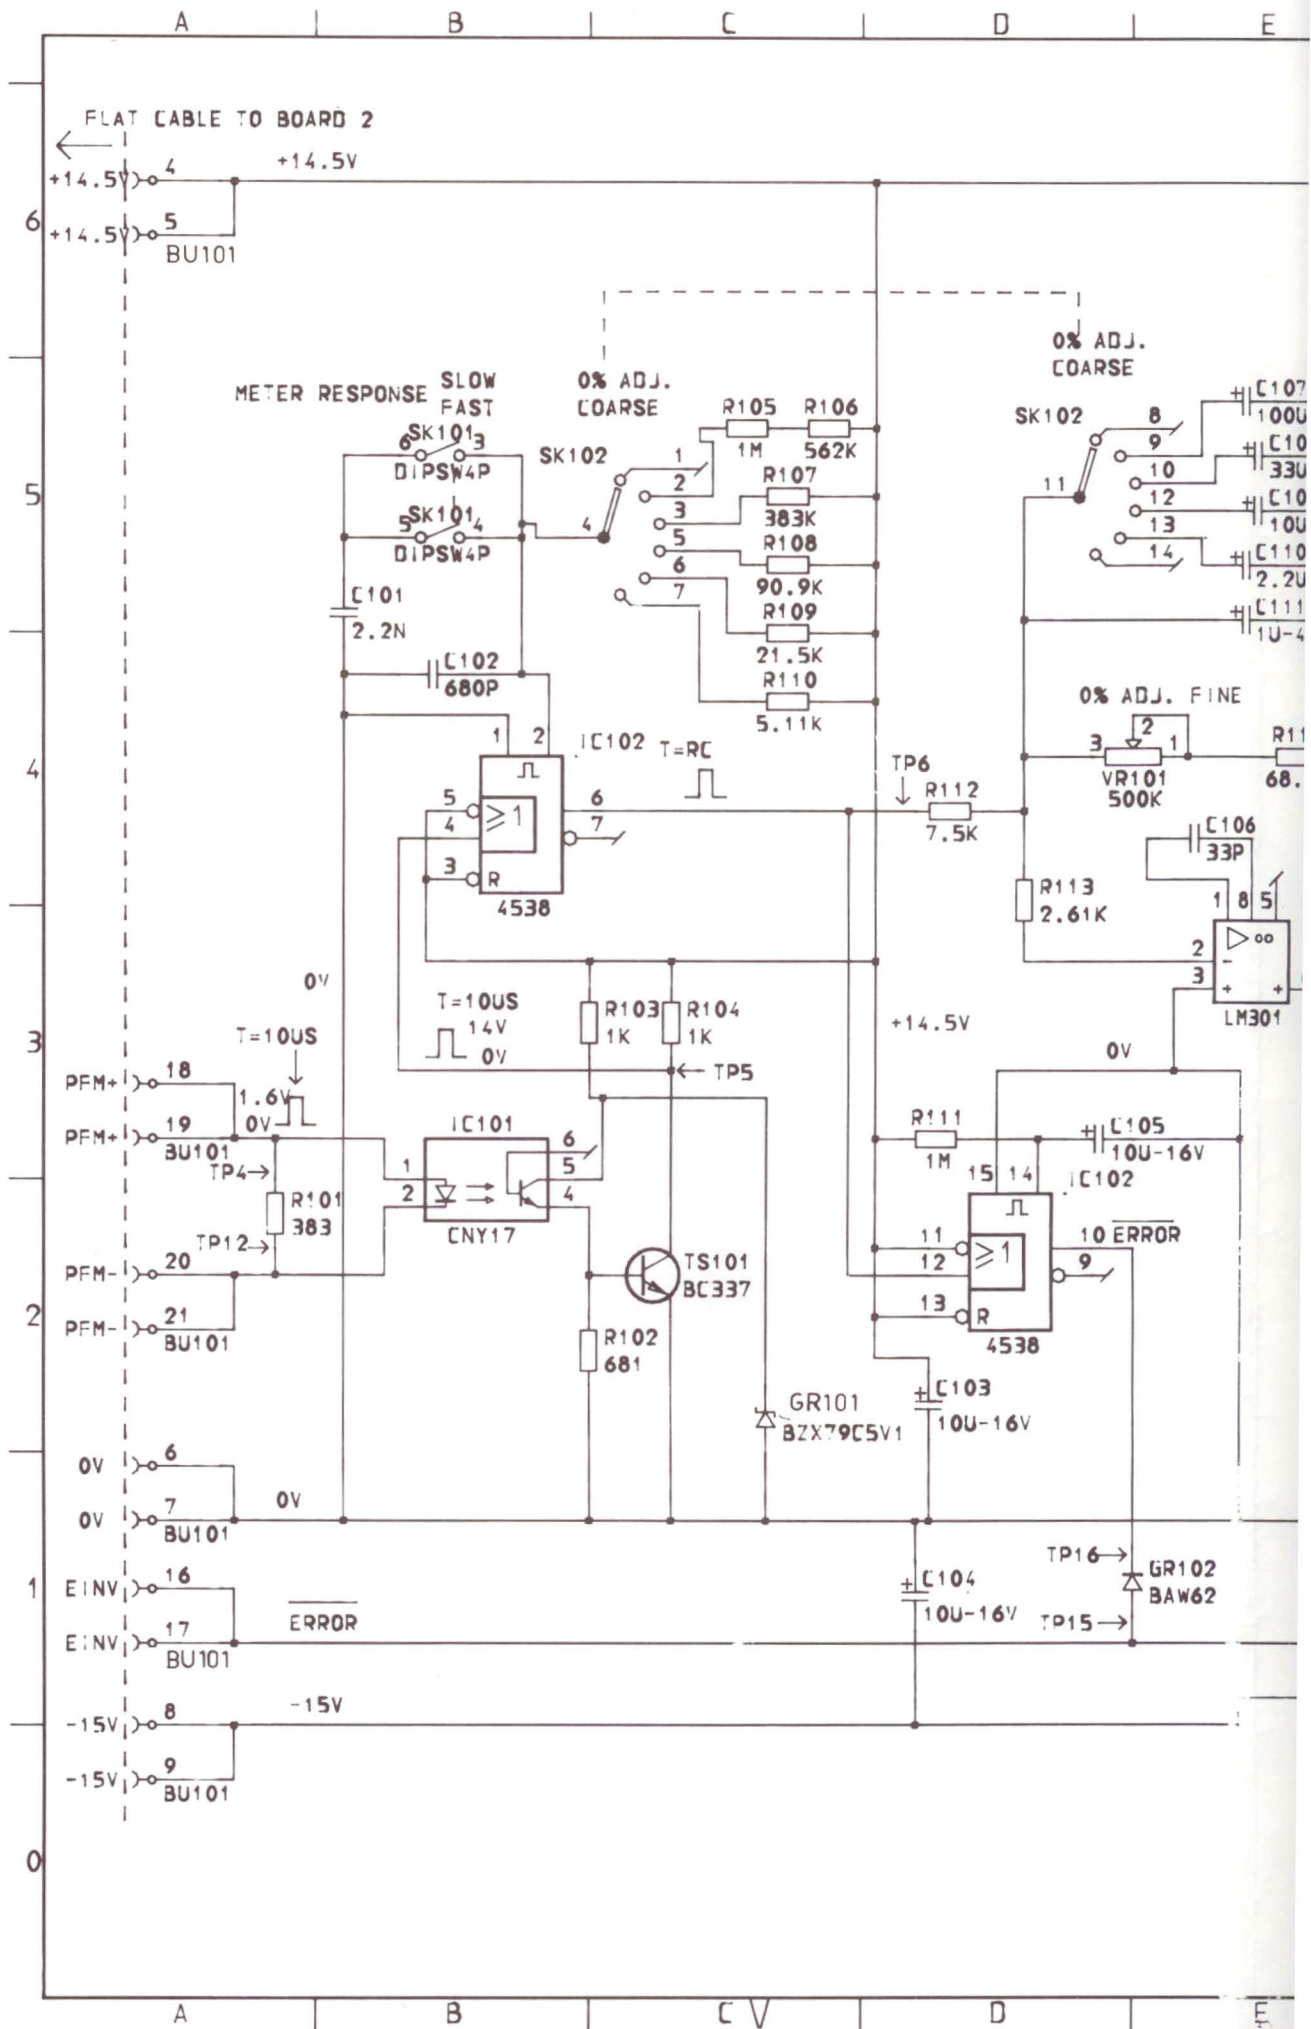 A B C D E
FLAT CABLE TO BOARD 2
+14.5V 4 +14.5V
6
+14.5V 5
BU101
0% ADJ.
COARSE
METER RESPONSE SLOW
FAST
0% ADJ.
COARSE
SK101
6 3
DIPSW4P
SK101
5 4
DIPSW4P
SK102
4
1
2
3
5
6
7
R105
1M
R106
562K
R107
383K
R108
90.9K
R109
21.5K
R110
5.11K
SK102
11
8
9
10
12
13
14
C107
100U
C10
33U
C10
10U
C110
2.2U
C111
1U-4
5
C101
2.2N
C102
680P
0% ADJ. FINE
3 2 1
VR101
500K
R11
68.
4
1 2
IC102
T=RC
5
4
≥1
3 R
6
7
4538
TP6
R112
7.5K
C106
33P
R113
2.61K
1 8 5
2 -
3 + +
▷ ∞
LM301
0V
T=10US
14V
0V
R103
1K
R104
1K
+14.5V
0V
3
T=10US
TP5
PFM+ 18
1.6V
0V
PFM+ 19
BU101
TP4
R101
383
TP12
IC101
1
2
6
5
4
CNY17
R111
1M
C105
10U-16V
15 14
IC102
11
12
≥1
13 R
10 ERROR
9
4538
PFM- 20
2
PFM- 21
BU101
TS101
BC337
R102
681
GR101
BZX79C5V1
C103
10U-16V
0V 6
0V 7 0V
BU101
1
EINV 16
ERROR
EINV 17
BU101
C104
10U-16V
TP16
GR102
BAW62
TP15
-15V 8 -15V
-15V 9
BU101
0
A B C V D E